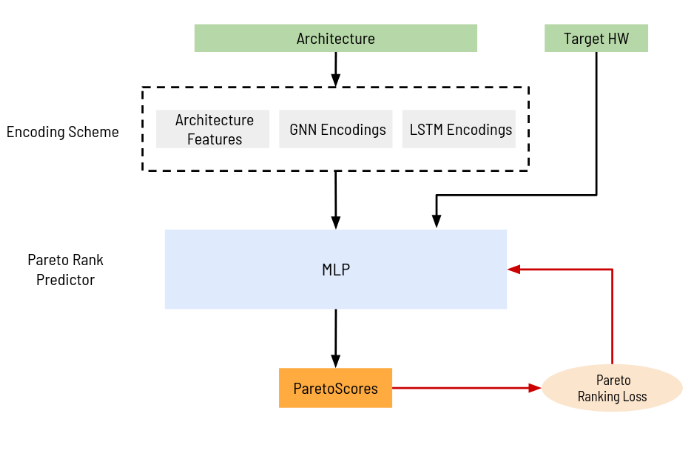 Architecture
Target HW
Encoding Scheme
Architecture
Features
GNN Encodings
LSTM Encodings
Pareto Rank
Predictor
MLP
ParetoScores
Pareto
Ranking Loss